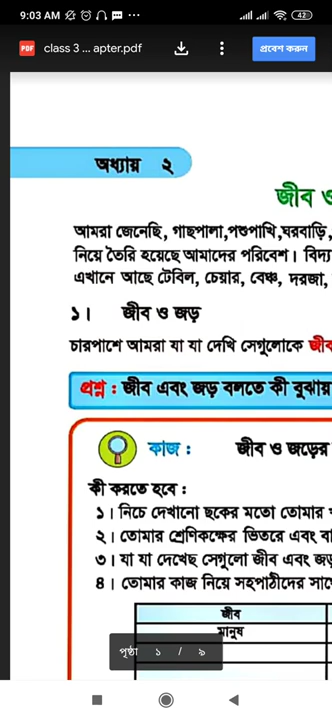 9:03 AM ... 42
PDF class 3 ... apter.pdf প্রবেশ করুন
অধ্যায় ২
জীব ও
আমরা জেনেছি, গাছপালা,পশুপাখি,ঘরবাড়ি,
নিয়ে তৈরি হয়েছে আমাদের পরিবেশ। বিদ্য
এখানে আছে টেবিল, চেয়ার, বেঞ্চ, দরজা,
১। জীব ও জড়
চারপাশে আমরা যা যা দেখি সেগুলোকে জীব
প্রশ্ন : জীব এবং জড় বলতে কী বুঝায়
কাজ : জীব ও জড়ের
কী করতে হবে :
১। নিচে দেখানো ছকের মতো তোমার
২। তোমার শ্রেণিকক্ষের ভিতরে এবং বা
৩। যা যা দেখেছ সেগুলো জীব এবং জড়
৪। তোমার কাজ নিয়ে সহপাঠীদের সাথে
জীব
মানুষ
পৃষ্ঠা ১ / ৯